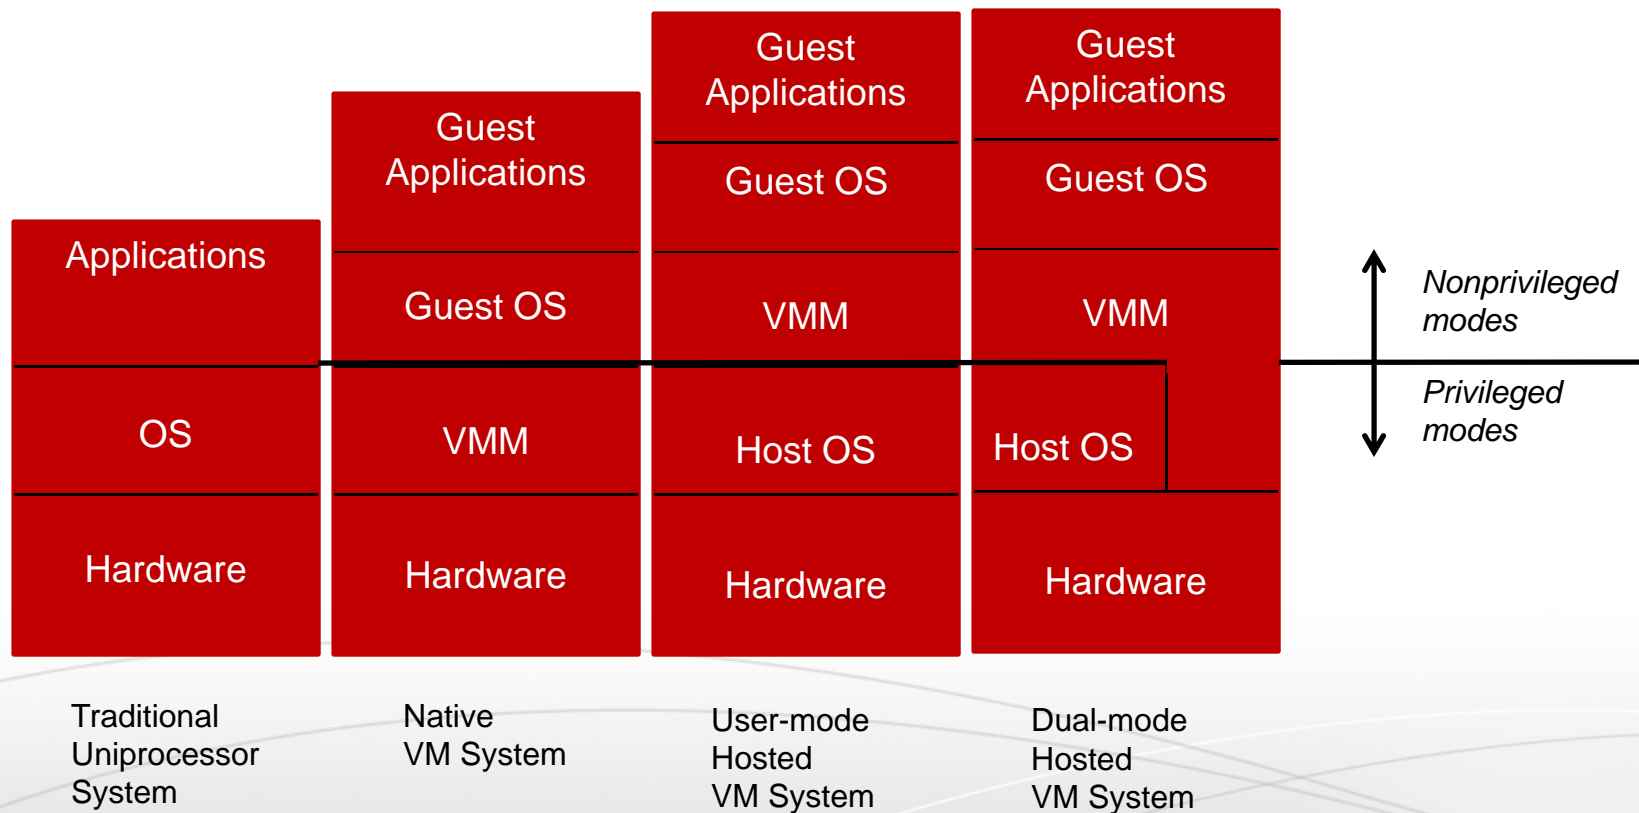 Applications
OS
Hardware
Traditional
Uniprocessor
System
Guest
Applications
Guest OS
VMM
Hardware
Native
VM System
Guest
Applications
Guest OS
VMM
Host OS
Hardware
User-mode
Hosted
VM System
Guest
Applications
Guest OS
VMM
Host OS
Hardware
Dual-mode
Hosted
VM System
Nonprivileged
modes
Privileged
modes